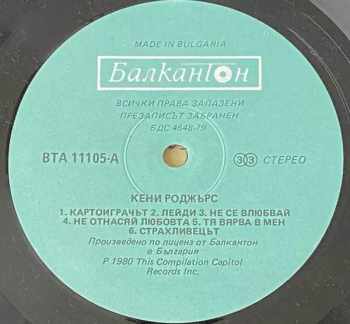 MADE IN BULGARIA
Балкантон
ВСИЧКИ ПРАВА ЗАПАЗЕНИ
ПРЕЗАПИСЪТ ЗАБРАНЕН
БДС 4648-79
ВТА 11105-А
33 СТЕРЕО
КЕНИ РОДЖЪРС
1. КАРТОИГРАЧЪТ 2. ЛЕЙДИ 3. НЕ СЕ ВЛЮБВАЙ
4. НЕ ОТНАСЯЙ ЛЮБОВТА 5. ТЯ ВЯРВА В МЕН
6. СТРАХЛИВЕЦЪТ
Произведено по лиценз от Балкантон
в България
P 1980 This Compilation Capitol
Records Inc.